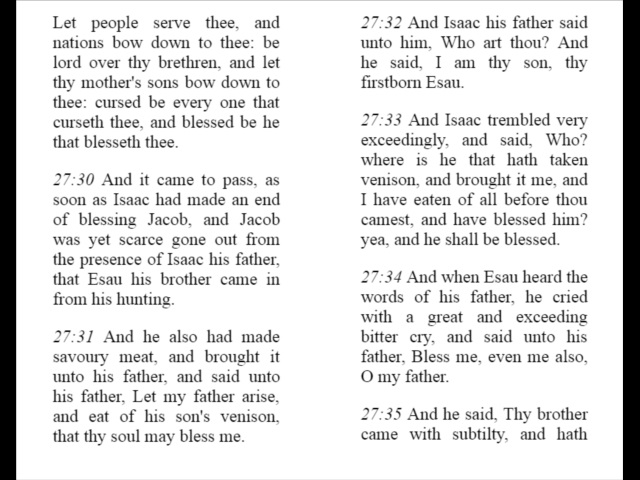 Let people serve thee, and
nations bow down to thee: be
lord over thy brethren, and let
thy mother's sons bow down to
thee: cursed be every one that
curseth thee, and blessed be he
that blesseth thee.
27:30 And it came to pass, as
soon as Isaac had made an end
of blessing Jacob, and Jacob
was yet scarce gone out from
the presence of Isaac his father,
that Esau his brother came in
from his hunting.
27:31 And he also had made
savoury meat, and brought it
unto his father, and said unto
his father, Let my father arise,
and eat of his son's venison,
that thy soul may bless me.
27:32 And Isaac his father said
unto him, Who art thou? And
he said, I am thy son, thy
firstborn Esau.
27:33 And Isaac trembled very
exceedingly, and said, Who?
where is he that hath taken
venison, and brought it me, and
I have eaten of all before thou
camest, and have blessed him?
yea, and he shall be blessed.
27:34 And when Esau heard the
words of his father, he cried
with a great and exceeding
bitter cry, and said unto his
father, Bless me, even me also,
O my father.
27:35 And he said, Thy brother
came with subtilty, and hath